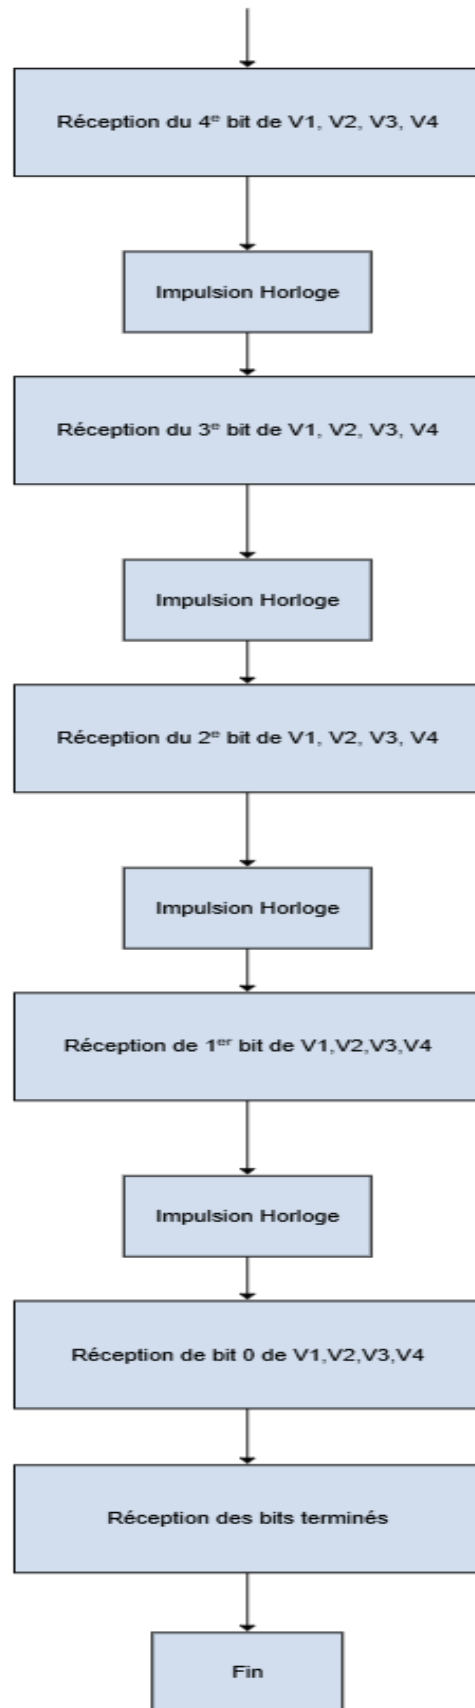 Réception du 4ᵉ bit de V1, V2, V3, V4
Impulsion Horloge
Réception du 3ᵉ bit de V1, V2, V3, V4
Impulsion Horloge
Réception du 2ᵉ bit de V1, V2, V3, V4
Impulsion Horloge
Réception de 1ᵉʳ bit de V1,V2,V3,V4
Impulsion Horloge
Réception de bit 0 de V1,V2,V3,V4
Réception des bits terminés
Fin